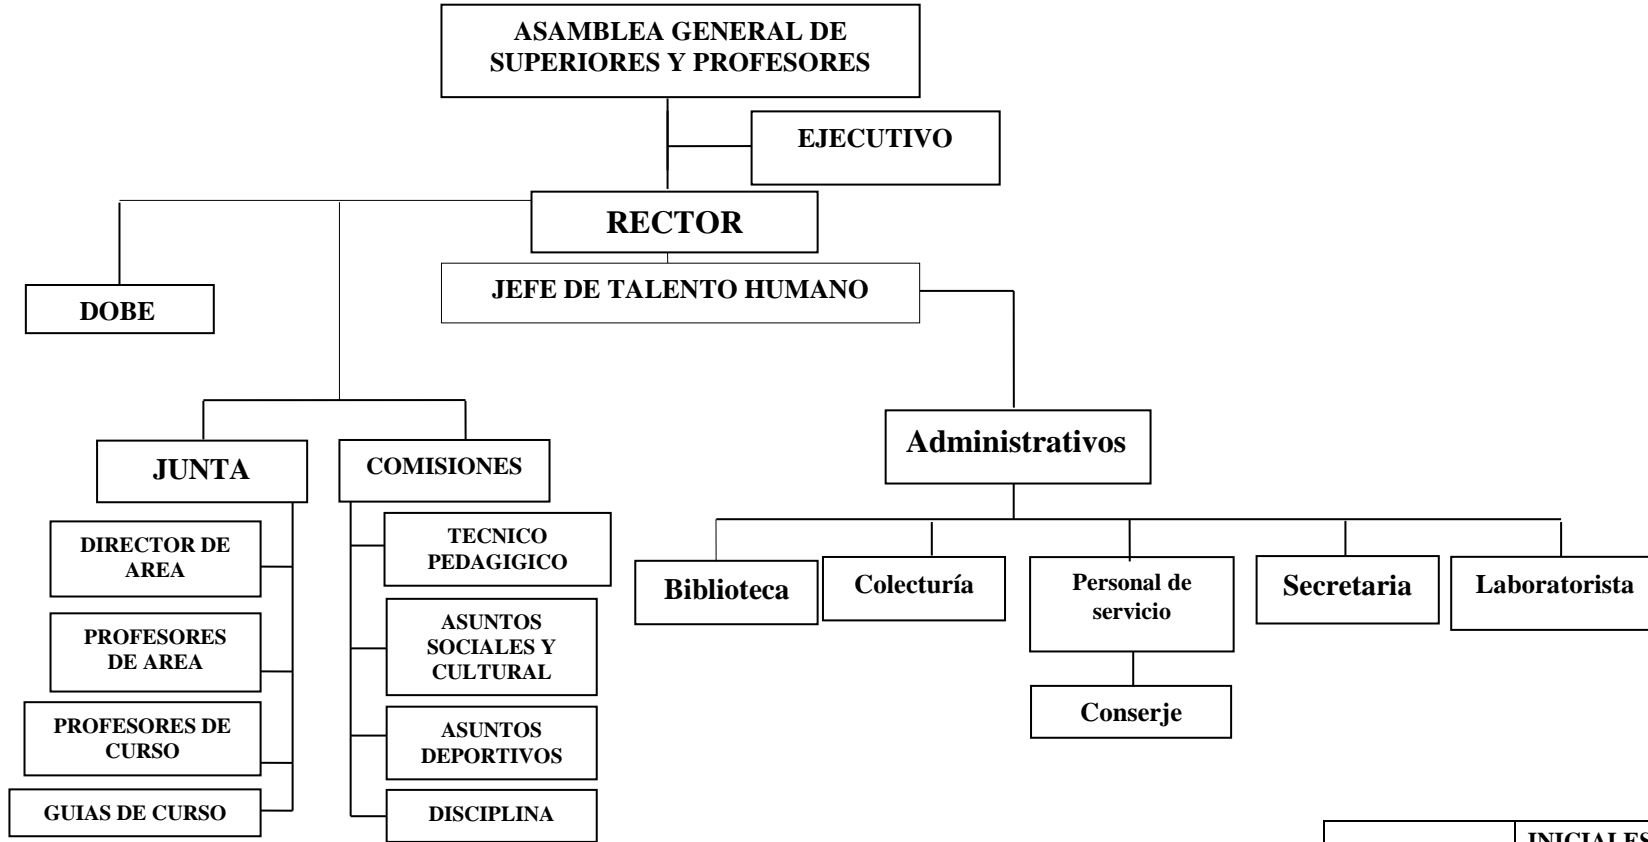 ASAMBLEA GENERAL DE
SUPERIORES Y PROFESORES
EJECUTIVO
RECTOR
JEFE DE TALENTO HUMANO
DOBE
Administrativos
JUNTA
COMISIONES
DIRECTOR DE
AREA
PROFESORES
DE AREA
PROFESORES DE
CURSO
GUIAS DE CURSO
TECNICO
PEDAGIGICO
ASUNTOS
SOCIALES Y
CULTURAL
ASUNTOS
DEPORTIVOS
DISCIPLINA
Biblioteca
Colecturía
Personal de
servicio
Secretaria
Laboratorista
Conserje
INICIALES